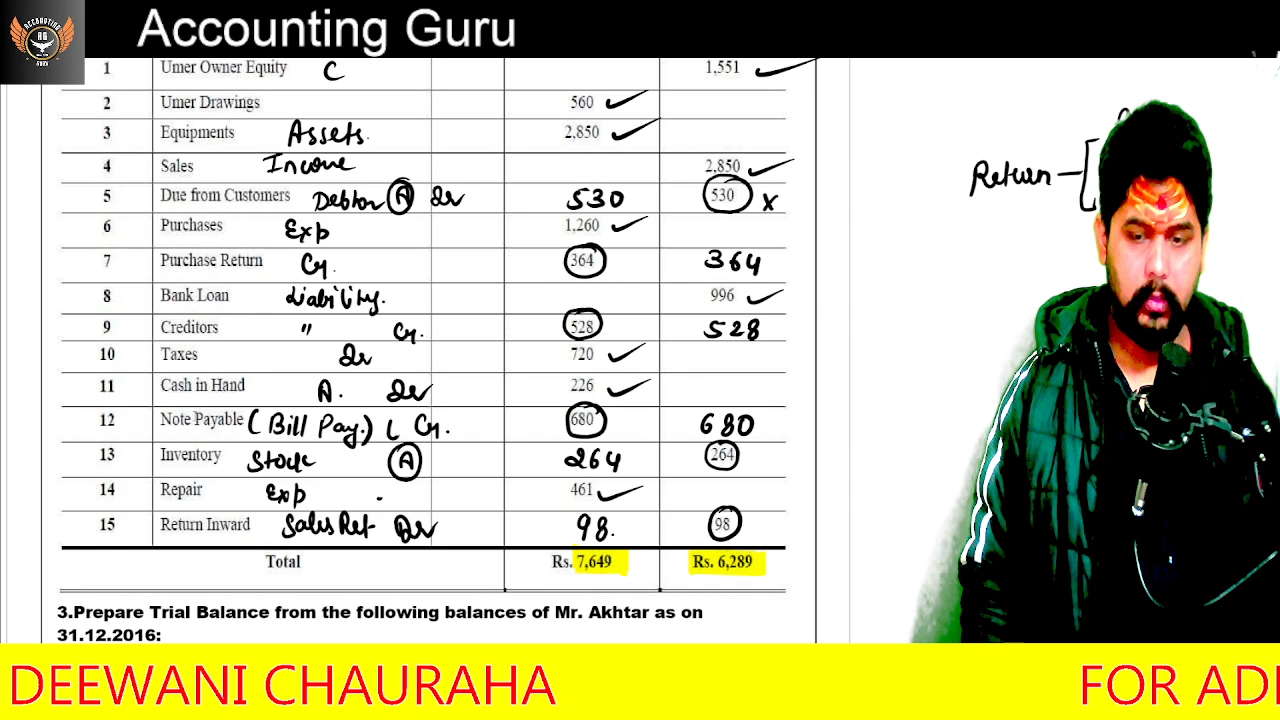 ACCOUNTING
AG
GURU
Accounting Guru
1 Umer Owner Equity C 1,551
2 Umer Drawings 560
3 Equipments Assets. 2,850
4 Sales Income 2,850
5 Due from Customers Debtor A Dr 530 530 x
6 Purchases Exp 1,260
7 Purchase Return Cr. 364 364
8 Bank Loan Liability. 996
9 Creditors " Cr. 528 528
10 Taxes Dr 720
11 Cash in Hand A. Dr 226
12 Note Payable (Bill Pay.) L Cr. 680 680
13 Inventory Stock A 264 264
14 Repair Exp 461
15 Return Inward Sales Ret Dr 98. 98
Total Rs. 7,649 Rs. 6,289
Return
3.Prepare Trial Balance from the following balances of Mr. Akhtar as on
31.12.2016:
DEEWANI CHAURAHA FOR